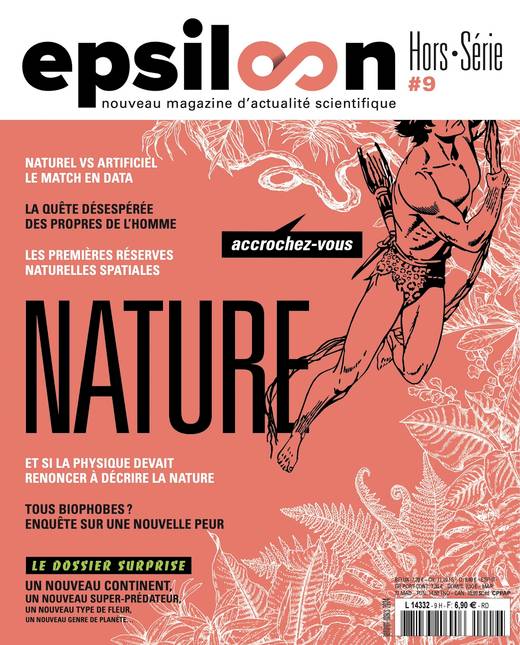 epsiloon
Hors•Série
#9
nouveau magazine d'actualité scientifique
NATUREL VS ARTIFICIEL
LE MATCH EN DATA
LA QUÊTE DÉSESPÉRÉE
DES PROPRES DE L'HOMME
LES PREMIÈRES RÉSERVES
NATURELLES SPATIALES
accrochez-vous
NATURE
ET SI LA PHYSIQUE DEVAIT
RENONCER À DÉCRIRE LA NATURE
TOUS BIOPHOBES ?
ENQUÊTE SUR UNE NOUVELLE PEUR
LE DOSSIER SURPRISE
UN NOUVEAU CONTINENT,
UN NOUVEAU SUPER-PRÉDATEUR,
UN NOUVEAU TYPE DE FLEUR,
UN NOUVEAU GENRE DE PLANÈTE...
L 14332 - 9 H - F: 6,90 € - RD